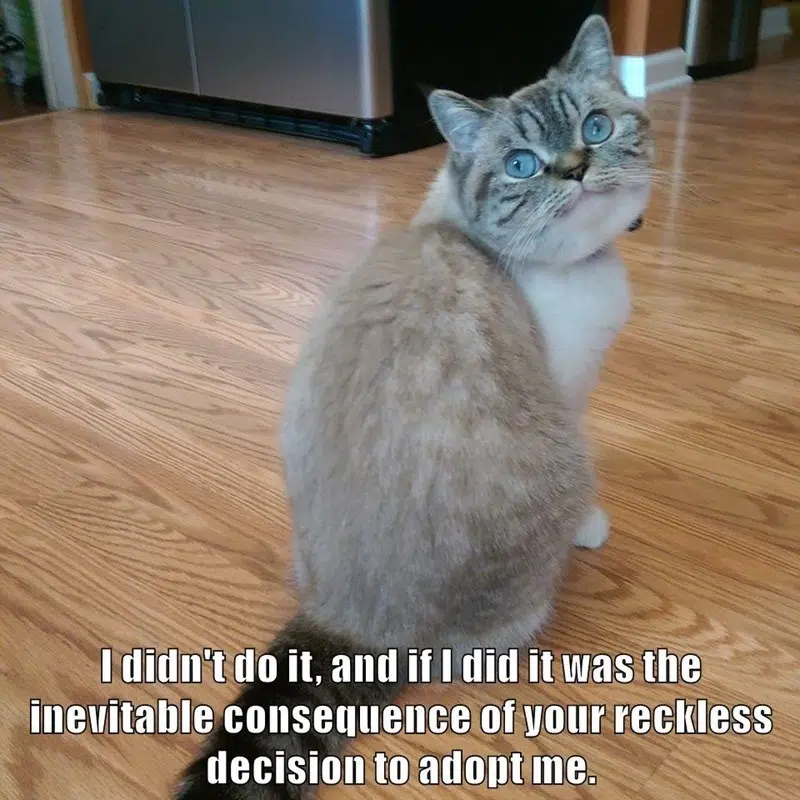 I didn't do it, and if I did it was the
inevitable consequence of your reckless
decision to adopt me.